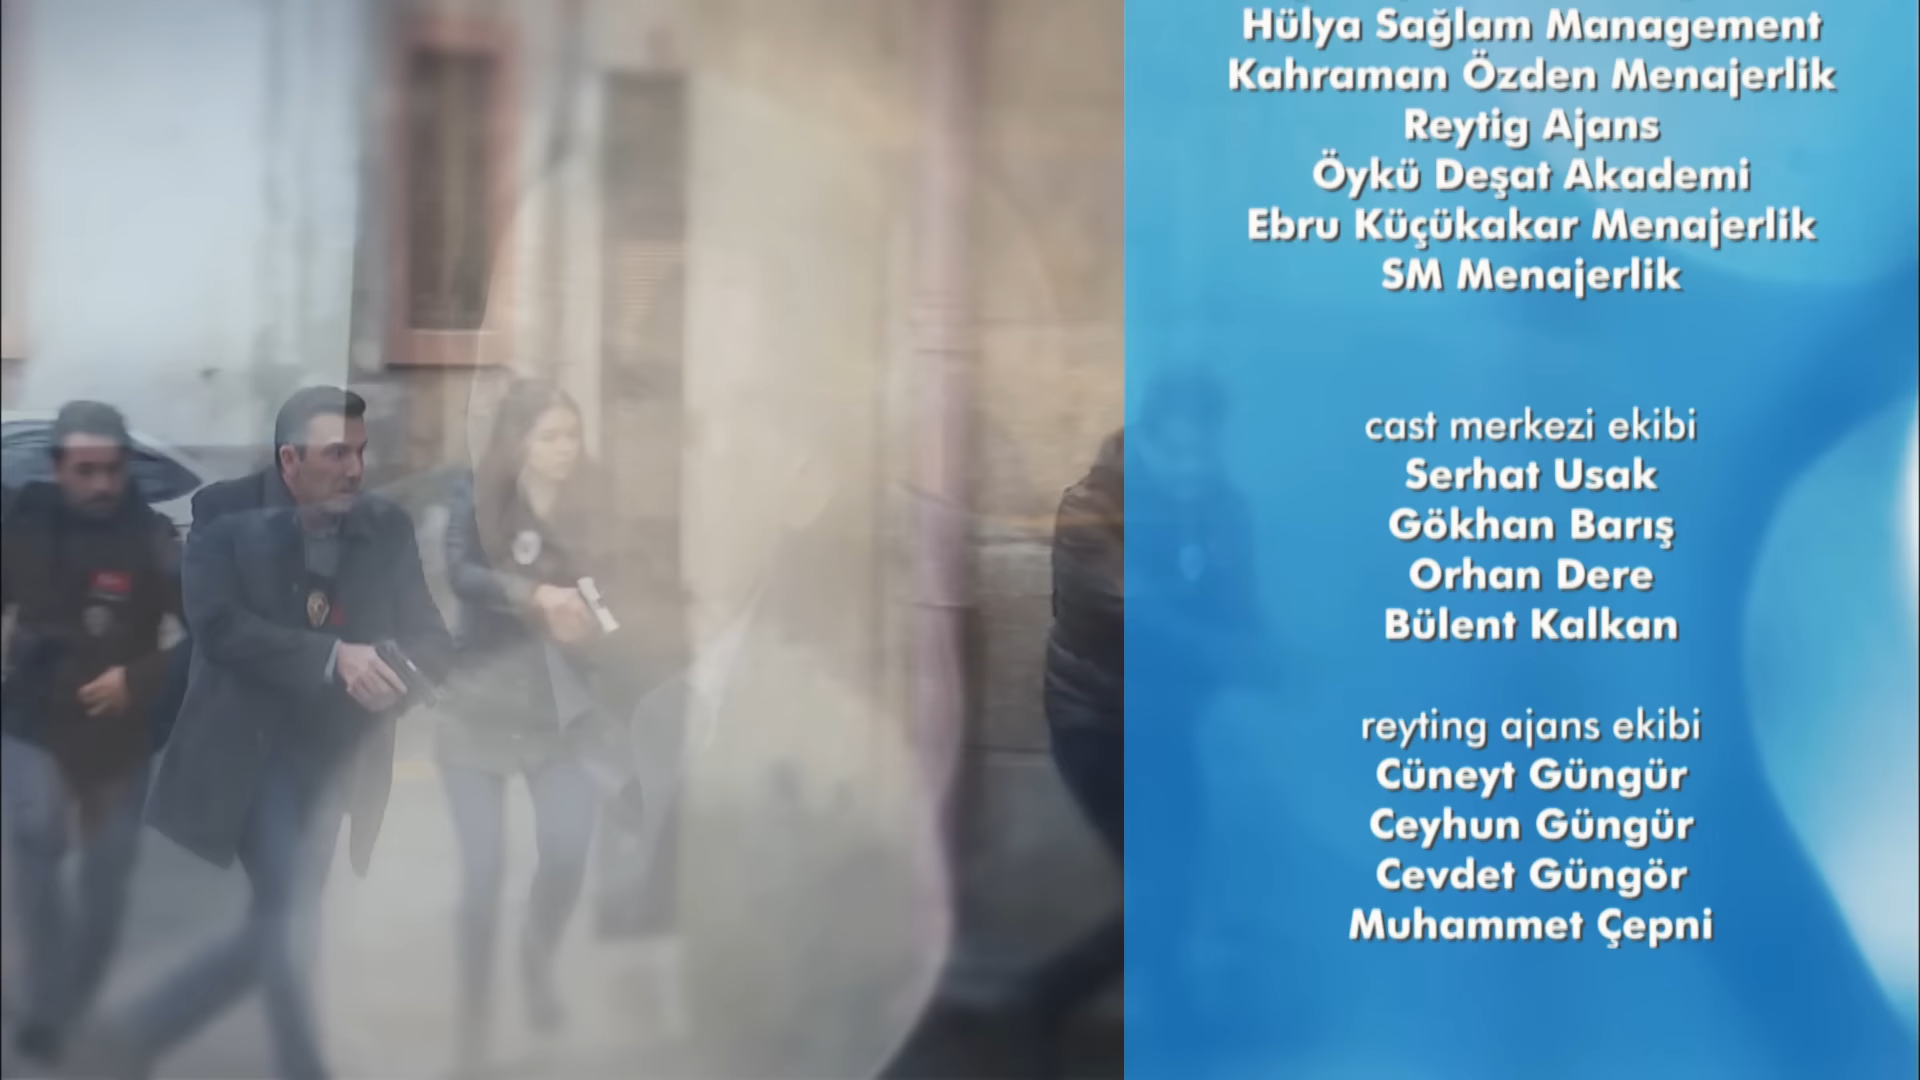 Hülya Sağlam Management
Kahraman Özden Menajerlik
Reytig Ajans
Öykü Deşat Akademi
Ebru Küçükakar Menajerlik
SM Menajerlik
cast merkezi ekibi
Serhat Usak
Gökhan Barış
Orhan Dere
Bülent Kalkan
reyting ajans ekibi
Cüneyt Güngür
Ceyhun Güngür
Cevdet Güngör
Muhammet Çepni